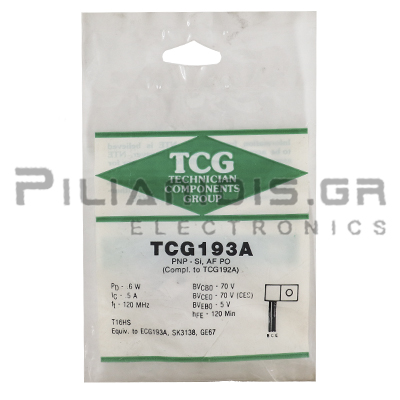 TCG
TECHNICIAN
COMPONENTS
GROUP
PILIANIDIS.GR
ELECTRONICS
TCG193A
PNP - Si, AF PO
(Compl. to TCG192A)
PD - .6 W BVCBO - 70 V
IC - .5 A BVCEO - 70 V (CEC)
ft - 120 MHz BVEBO - 5 V
hFE - 120 Min
T16HS
Equiv. to ECG193A, SK3138, GE67
B C E